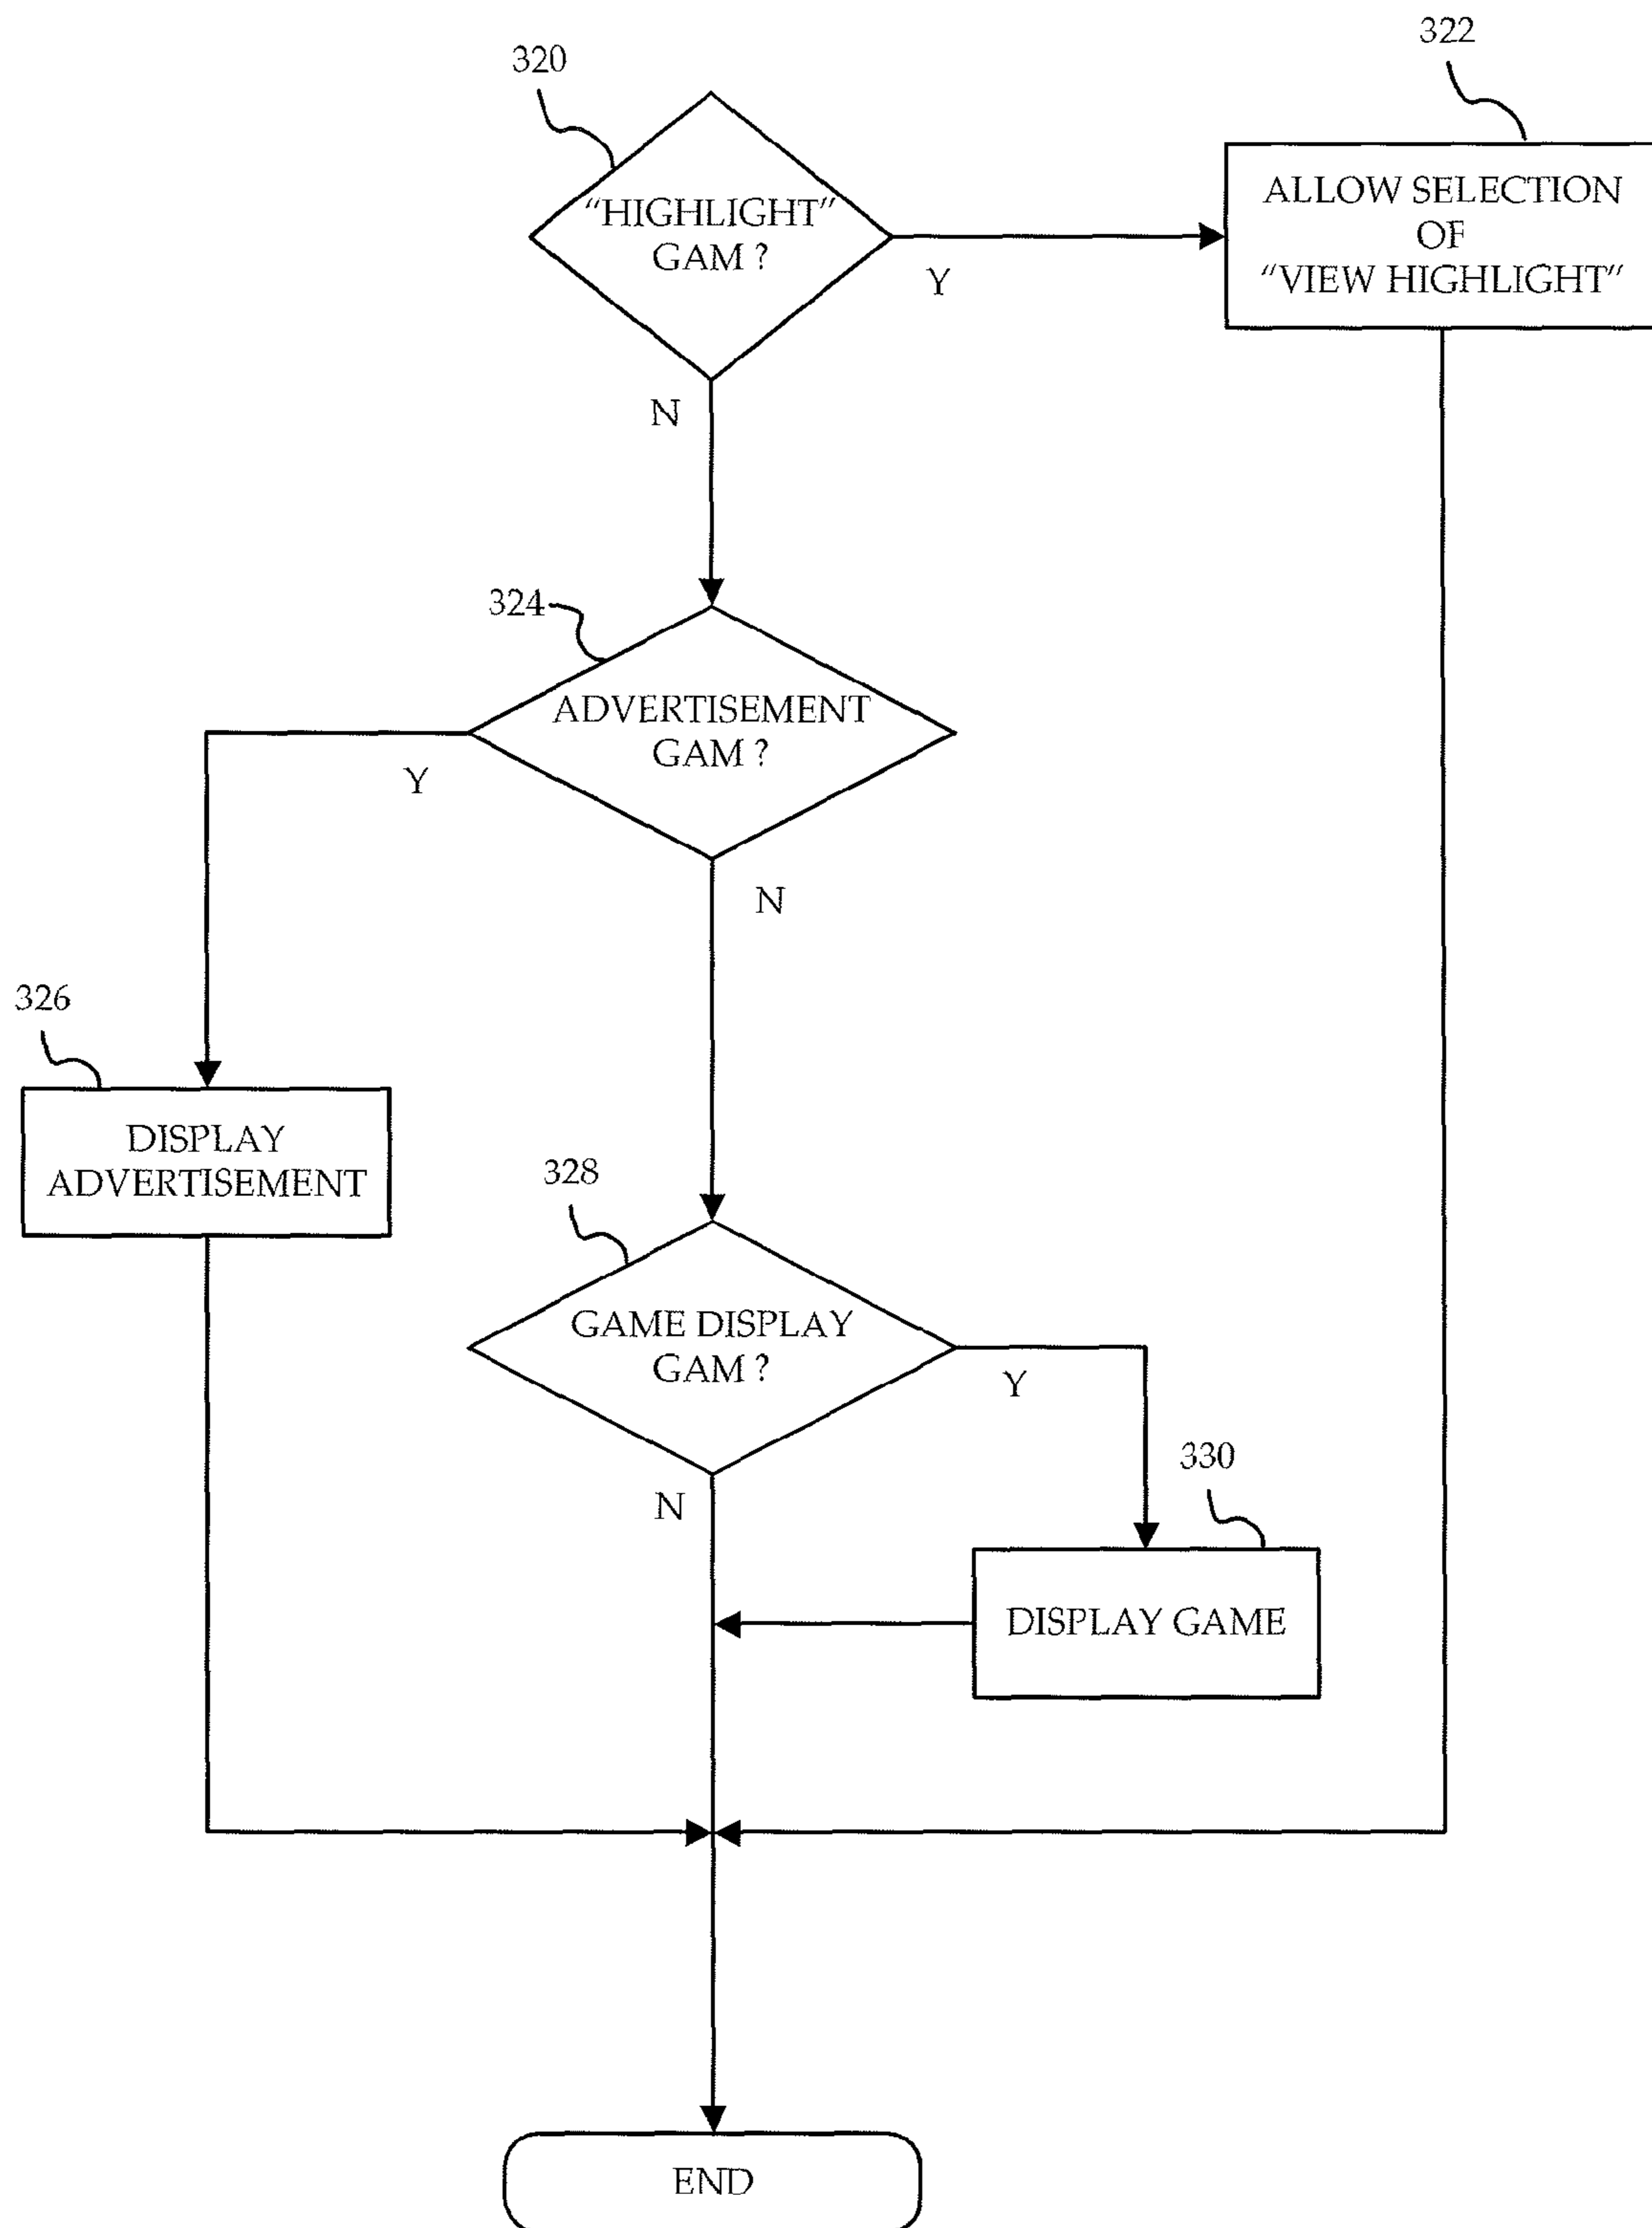 322
320
"HIGHLIGHT"
GAM ?
ALLOW SELECTION
OF
"VIEW HIGHLIGHT"
Y
N
324
ADVERTISEMENT
GAM ?
Y
N
326
DISPLAY
ADVERTISEMENT
328
GAME DISPLAY
GAM ?
Y
N
330
DISPLAY GAME
END